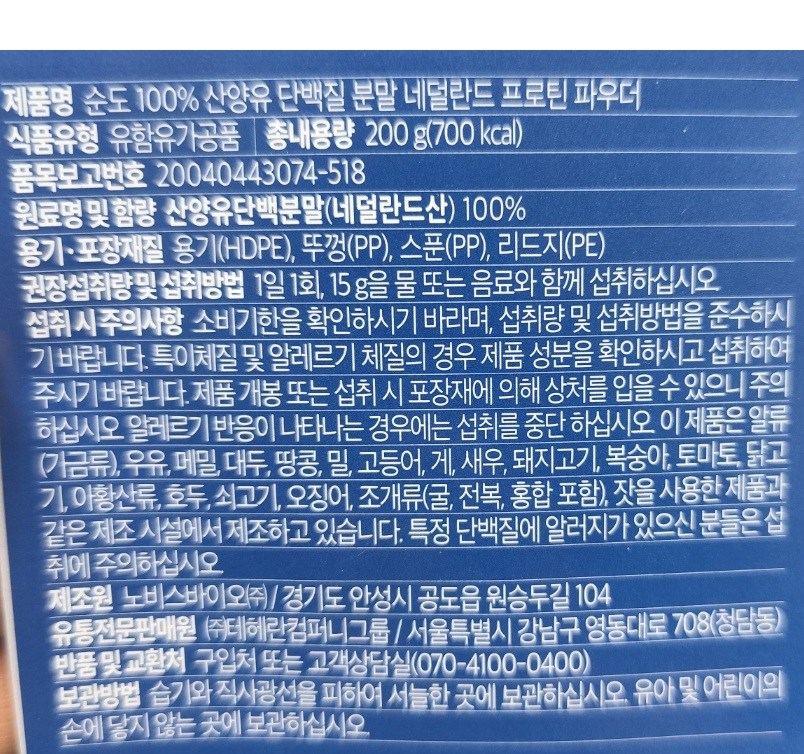 제품명 순도 100% 산양유 단백질 분말 네덜란드 프로틴 파우더
식품유형 유함유가공품 총내용량 200 g(700 kcal)
품목보고번호 20040443074-518
원료명 및 함량 산양유단백분말(네덜란드산) 100%
용기·포장재질 용기(HDPE), 뚜껑(PP), 스푼(PP), 리드지(PE)
권장섭취량 및 섭취방법 1일 1회, 15 g을 물 또는 음료와 함께 섭취하십시오.
섭취 시 주의사항 소비기한을 확인하시기 바라며, 섭취량 및 섭취방법을 준수하시
기 바랍니다. 특이체질 및 알레르기 체질의 경우 제품 성분을 확인하시고 섭취하여
주시기 바랍니다. 제품 개봉 또는 섭취 시 포장재에 의해 상처를 입을 수 있으니 주의
하십시오. 알레르기 반응이 나타나는 경우에는 섭취를 중단 하십시오. 이 제품은 알류
(가금류), 우유, 메밀, 대두, 땅콩, 밀, 고등어, 게, 새우, 돼지고기, 복숭아, 토마토, 닭고
기, 아황산류, 호두, 쇠고기, 오징어, 조개류(굴, 전복, 홍합 포함), 잣을 사용한 제품과
같은 제조 시설에서 제조하고 있습니다. 특정 단백질에 알러지가 있으신 분들은 섭
취에 주의하십시오.
제조원 노비스바이오㈜ / 경기도 안성시 공도읍 원승두길 104
유통전문판매원 ㈜테헤란컴퍼니그룹 / 서울특별시 강남구 영동대로 708(청담동)
반품 및 교환처 구입처 또는 고객상담실(070-4100-0400)
보관방법 습기와 직사광선을 피하여 서늘한 곳에 보관하십시오. 유아 및 어린이의
손에 닿지 않는 곳에 보관하십시오.